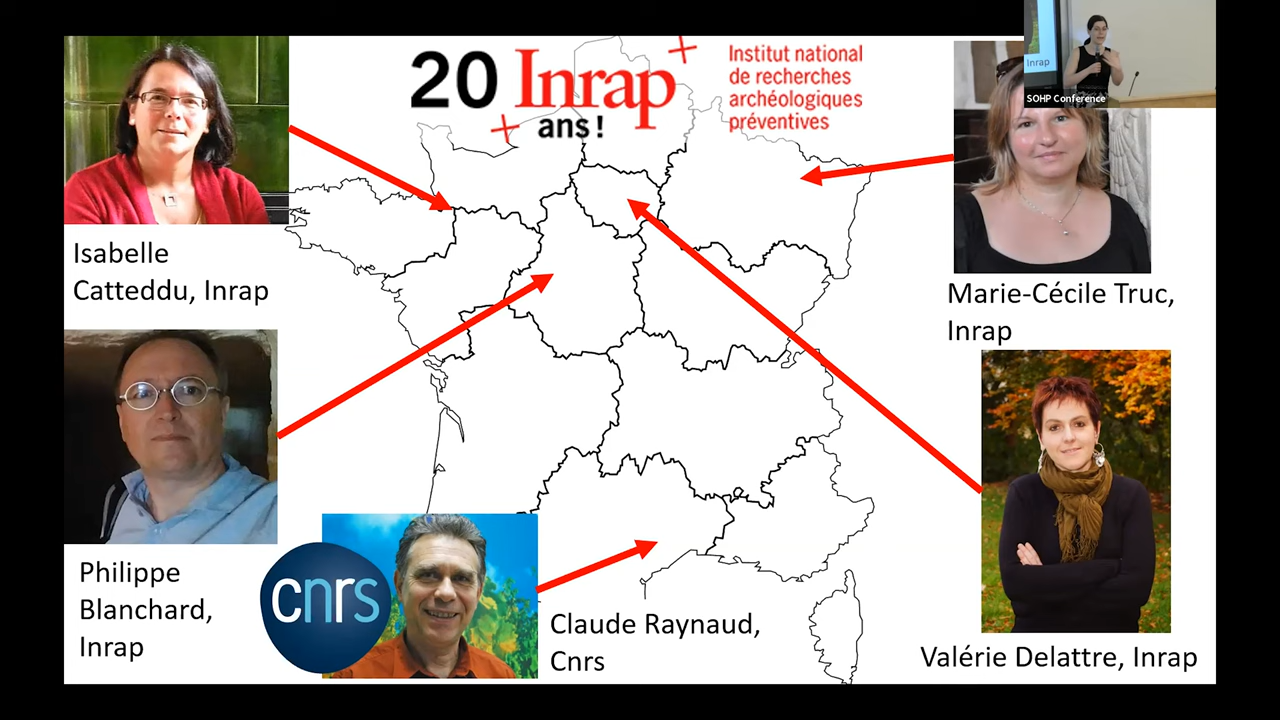 20 Inrap
ans !
Institut national
de recherches
archéologiques
préventives
Inrap
SOHP Conference
Isabelle
Catteddu, Inrap
Marie-Cécile Truc,
Inrap
Philippe
Blanchard,
Inrap
cnrs
Claude Raynaud,
Cnrs
Valérie Delattre, Inrap